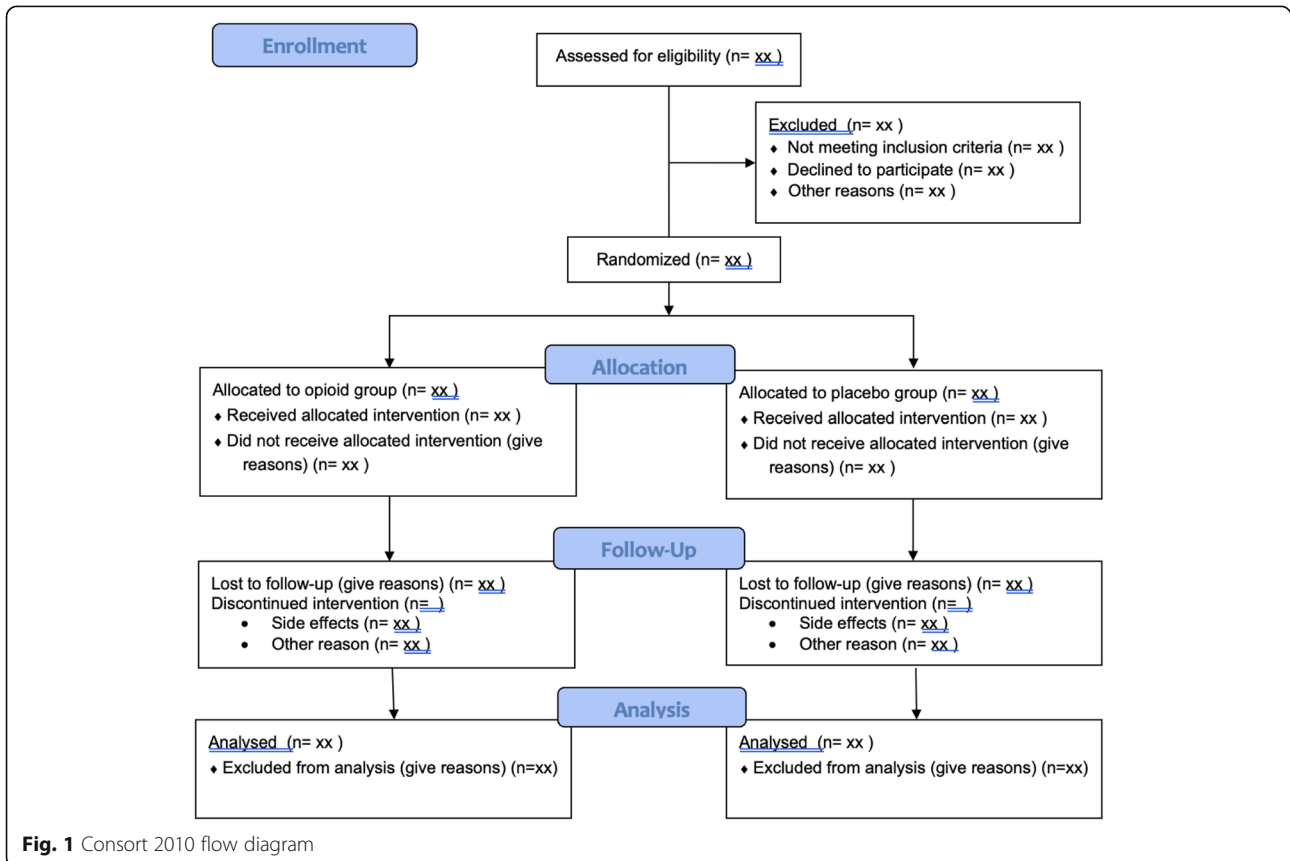 Enrollment
Assessed for eligibility (n= xx )
Excluded (n= xx )
♦ Not meeting inclusion criteria (n= xx )
♦ Declined to participate (n= xx )
♦ Other reasons (n= xx )
Randomized (n= xx )
Allocation
Allocated to opioid group (n= xx )
♦ Received allocated intervention (n= xx )
♦ Did not receive allocated intervention (give
reasons) (n= xx )
Allocated to placebo group (n= xx )
♦ Received allocated intervention (n= xx )
♦ Did not receive allocated intervention (give
reasons) (n= xx )
Follow-Up
Lost to follow-up (give reasons) (n= xx )
Discontinued intervention (n= )
• Side effects (n= xx )
• Other reason (n= xx )
Lost to follow-up (give reasons) (n= xx )
Discontinued intervention (n= )
• Side effects (n= xx )
• Other reason (n= xx )
Analysis
Analysed (n= xx )
♦ Excluded from analysis (give reasons) (n=xx)
Analysed (n= xx )
♦ Excluded from analysis (give reasons) (n=xx)
Fig. 1 Consort 2010 flow diagram